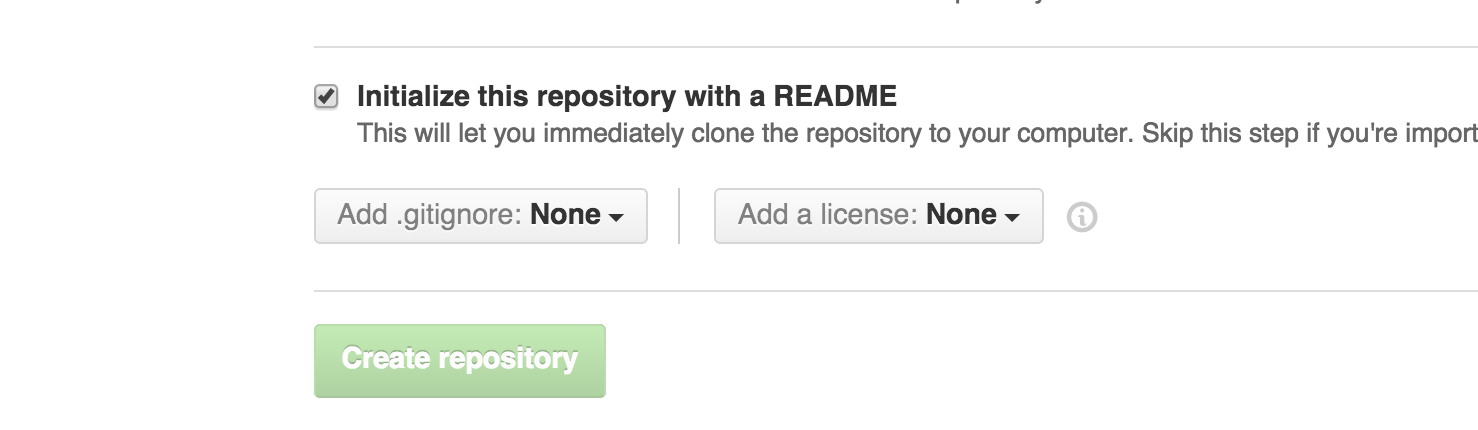 Initialize this repository with a README
This will let you immediately clone the repository to your computer. Skip this step if you're import
Add .gitignore: None
Add a license: None
Create repository